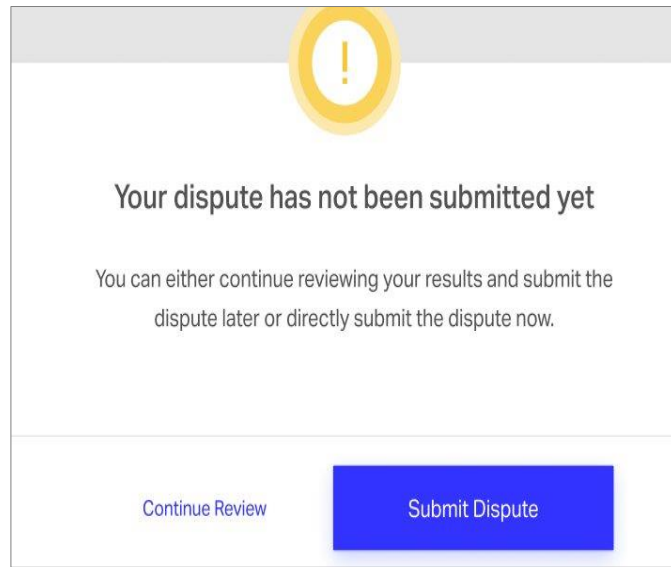 !
Your dispute has not been submitted yet
You can either continue reviewing your results and submit the
dispute later or directly submit the dispute now.
Continue Review
Submit Dispute